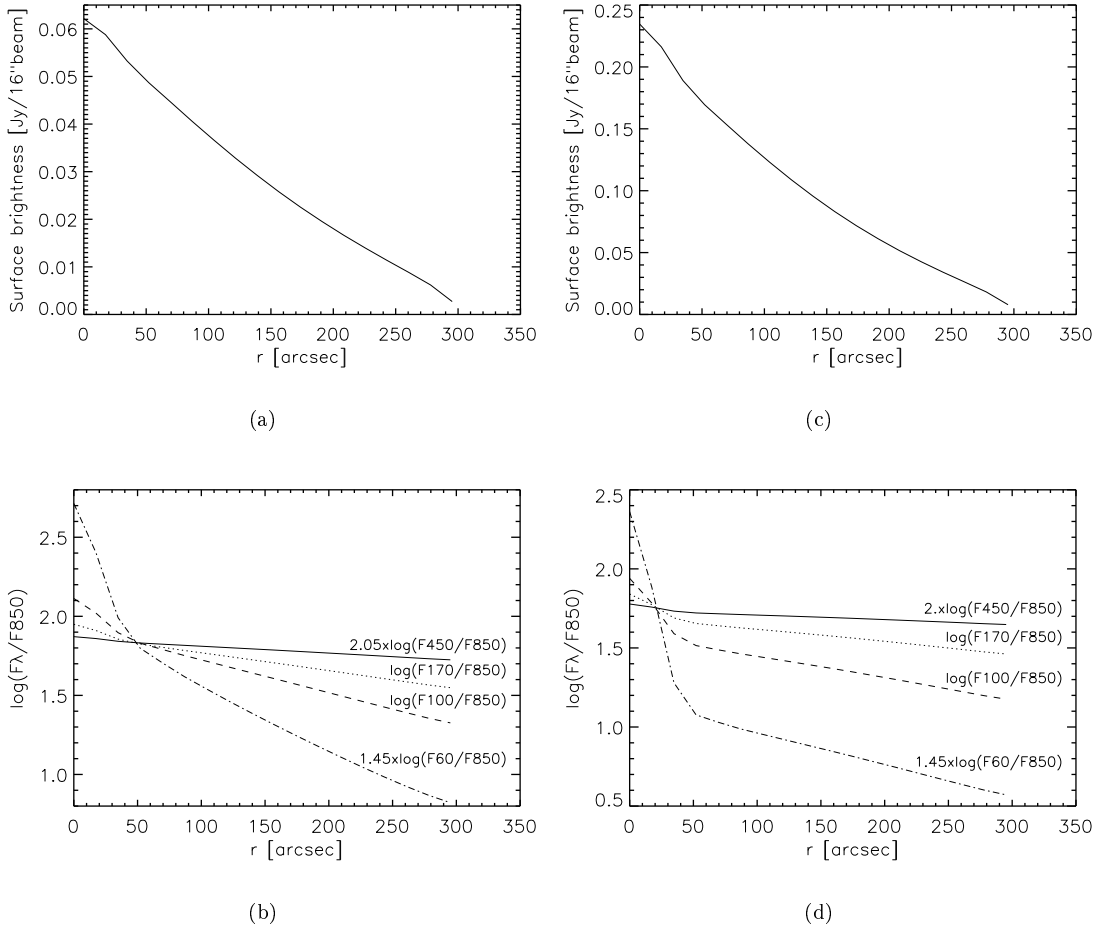 Surface brightness [Jy/16"beam]
0.06
0.05
0.04
0.03
0.02
0.01
0.00
0 50 100 150 200 250 300 350
r [arcsec]
(a)
Surface brightness [Jy/16"beam]
0.25
0.20
0.15
0.10
0.05
0.00
0 50 100 150 200 250 300 350
r [arcsec]
(c)
log(Fλ/F850)
2.5
2.0
1.5
1.0
2.05xlog(F450/F850)
log(F170/F850)
log(F100/F850)
1.45xlog(F60/F850)
0 50 100 150 200 250 300 350
r [arcsec]
(b)
log(Fλ/F850)
2.5
2.0
1.5
1.0
0.5
2.xlog(F450/F850)
log(F170/F850)
log(F100/F850)
1.45xlog(F60/F850)
0 50 100 150 200 250 300 350
r [arcsec]
(d)